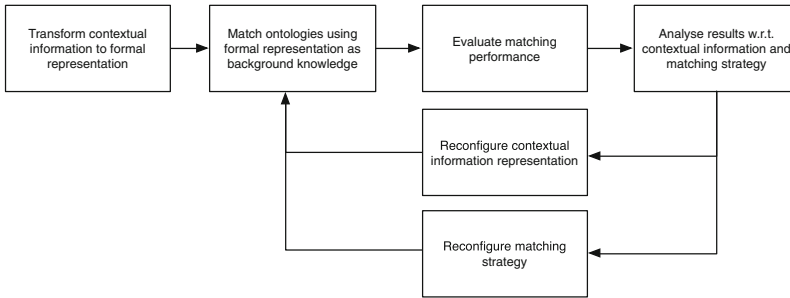 Transform contextual
information to formal
representation
Match ontologies using
formal representation as
background knowledge
Evaluate matching
performance
Analyse results w.r.t.
contextual information and
matching strategy
Reconfigure contextual
information representation
Reconfigure matching
strategy